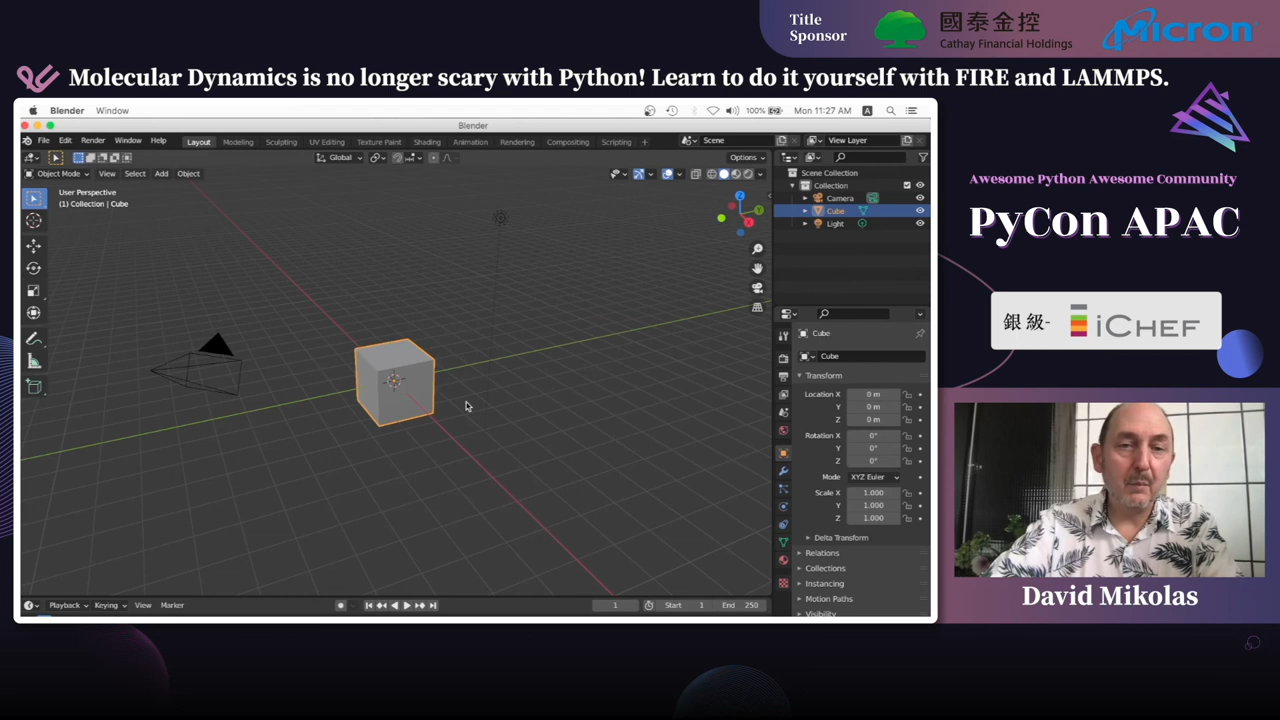 Title
Sponsor
國泰金控
Cathay Financial Holdings
Micron
Molecular Dynamics is no longer scary with Python! Learn to do it yourself with FIRE and LAMMPS.
Blender Window
100% Mon 11:27 AM A
Blender
File Edit Render Window Help Layout Modeling Sculpting UV Editing Texture Paint Shading Animation Rendering Compositing Scripting + Scene View Layer
Global Options
Object Mode View Select Add Object
User Perspective
(1) Collection | Cube
Z
Y
X
Scene Collection
Collection
Camera
Cube
Light
Cube
Cube
Transform
Location X 0 m
Y 0 m
Z 0 m
Rotation X 0°
Y 0°
Z 0°
Mode XYZ Euler
Scale X 1.000
Y 1.000
Z 1.000
Delta Transform
Relations
Collections
Instancing
Motion Paths
Visibility
Playback Keying View Marker 1 Start 1 End 250
Awesome Python Awesome Community
PyCon APAC
銀級- iCHEF
David Mikolas